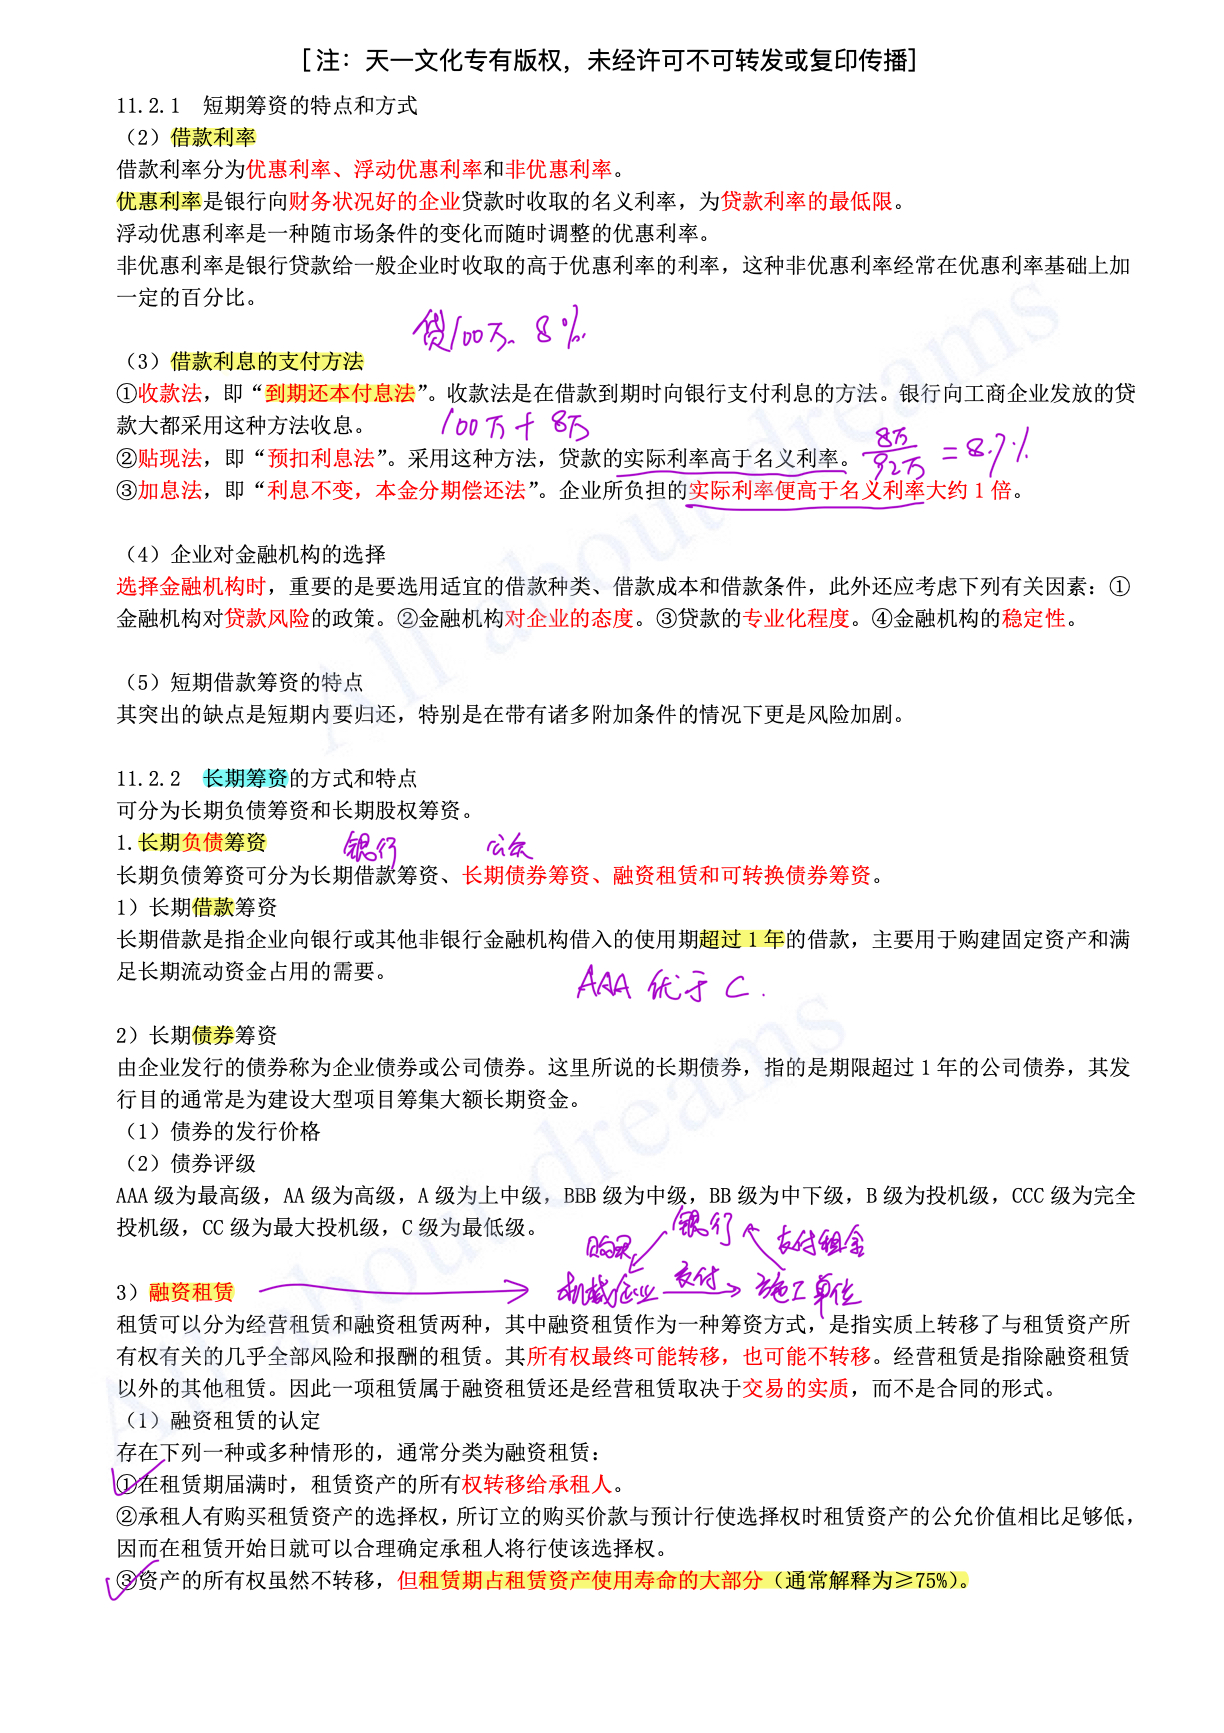 [注：天一文化专有版权，未经许可不可转发或复印传播]
11.2.1 短期筹资的特点和方式
（2）借款利率
借款利率分为优惠利率、浮动优惠利率和非优惠利率。
优惠利率是银行向财务状况好的企业贷款时收取的名义利率，为贷款利率的最低限。
浮动优惠利率是一种随市场条件的变化而随时调整的优惠利率。
非优惠利率是银行贷款给一般企业时收取的高于优惠利率的利率，这种非优惠利率经常在优惠利率基础上加
一定的百分比。
贷100万、8%.
（3）借款利息的支付方法
①收款法，即“到期还本付息法”。收款法是在借款到期时向银行支付利息的方法。银行向工商企业发放的贷
款大都采用这种方法收息。
100万+8万
②贴现法，即“预扣利息法”。采用这种方法，贷款的实际利率高于名义利率。
8万
92万 =8.7%
③加息法，即“利息不变，本金分期偿还法”。企业所负担的实际利率便高于名义利率大约 1 倍。
（4）企业对金融机构的选择
选择金融机构时，重要的是要选用适宜的借款种类、借款成本和借款条件，此外还应考虑下列有关因素：①
金融机构对贷款风险的政策。②金融机构对企业的态度。③贷款的专业化程度。④金融机构的稳定性。
（5）短期借款筹资的特点
其突出的缺点是短期内要归还，特别是在带有诸多附加条件的情况下更是风险加剧。
11.2.2 长期筹资的方式和特点
可分为长期负债筹资和长期股权筹资。
1.长期负债筹资
银行 公众
长期负债筹资可分为长期借款筹资、长期债券筹资、融资租赁和可转换债券筹资。
1）长期借款筹资
长期借款是指企业向银行或其他非银行金融机构借入的使用期超过 1 年的借款，主要用于购建固定资产和满
足长期流动资金占用的需要。
AAA 优于 C.
2）长期债券筹资
由企业发行的债券称为企业债券或公司债券。这里所说的长期债券，指的是期限超过 1 年的公司债券，其发
行目的通常是为建设大型项目筹集大额长期资金。
（1）债券的发行价格
（2）债券评级
AAA 级为最高级，AA 级为高级，A 级为上中级，BBB 级为中级，BB 级为中下级，B 级为投机级，CCC 级为完全
投机级，CC 级为最大投机级，C 级为最低级。
银行
购买 支付租金
3）融资租赁
机械企业 交付 施工单位
租赁可以分为经营租赁和融资租赁两种，其中融资租赁作为一种筹资方式，是指实质上转移了与租赁资产所
有权有关的几乎全部风险和报酬的租赁。其所有权最终可能转移，也可能不转移。经营租赁是指除融资租赁
以外的其他租赁。因此一项租赁属于融资租赁还是经营租赁取决于交易的实质，而不是合同的形式。
（1）融资租赁的认定
存在下列一种或多种情形的，通常分类为融资租赁：
①在租赁期届满时，租赁资产的所有权转移给承租人。
②承租人有购买租赁资产的选择权，所订立的购买价款与预计行使选择权时租赁资产的公允价值相比足够低，
因而在租赁开始日就可以合理确定承租人将行使该选择权。
③资产的所有权虽然不转移，但租赁期占租赁资产使用寿命的大部分（通常解释为≥75%）。
All about dreams
All about dreams